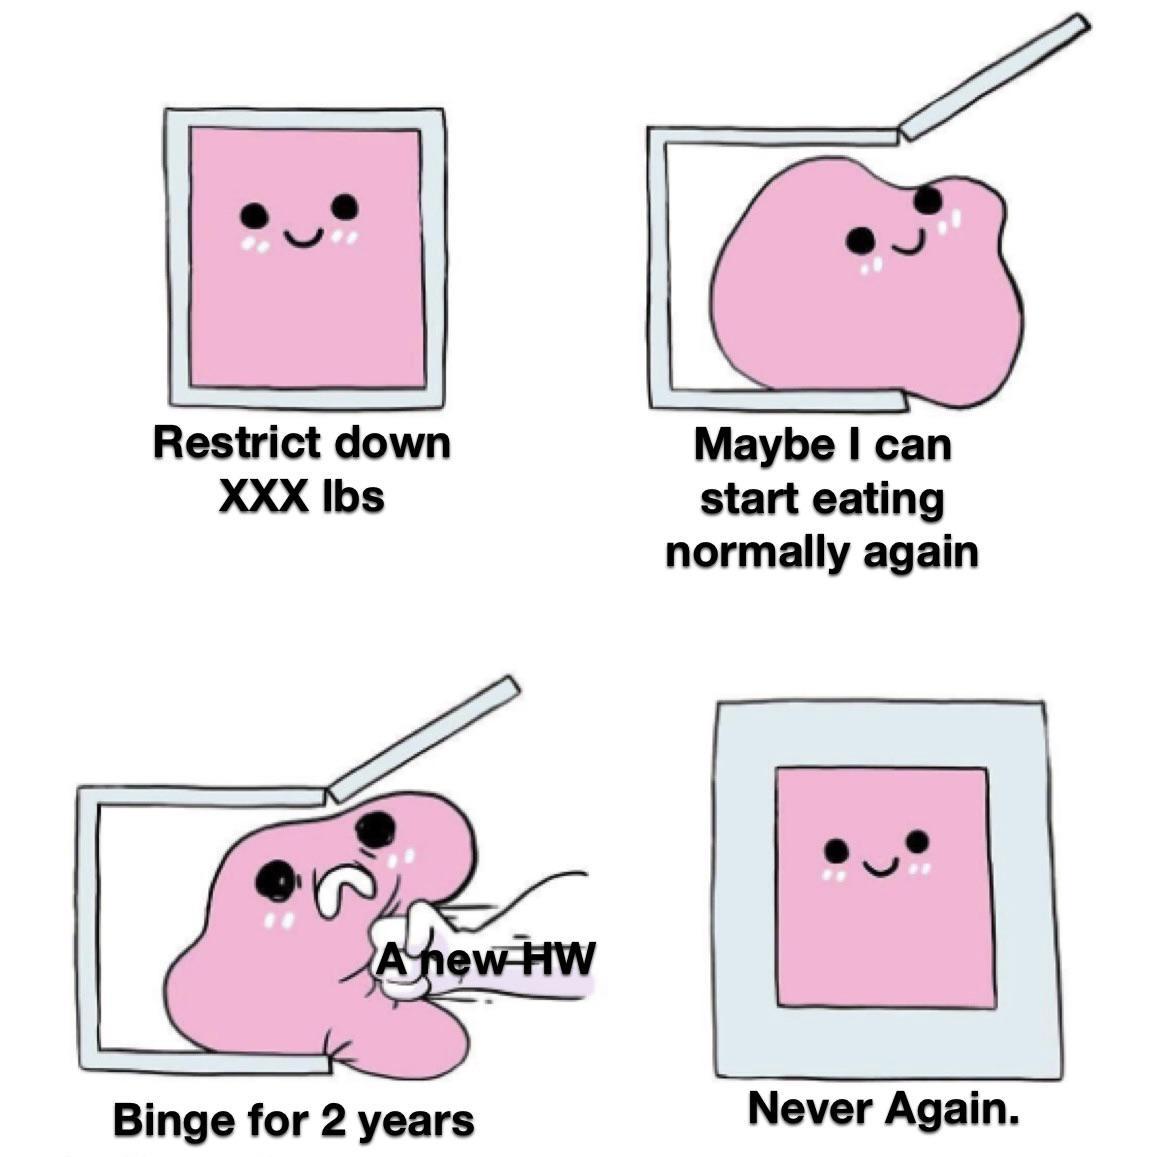 Restrict down
XXX lbs
Maybe I can
start eating
normally again
A new HW
Binge for 2 years
Never Again.